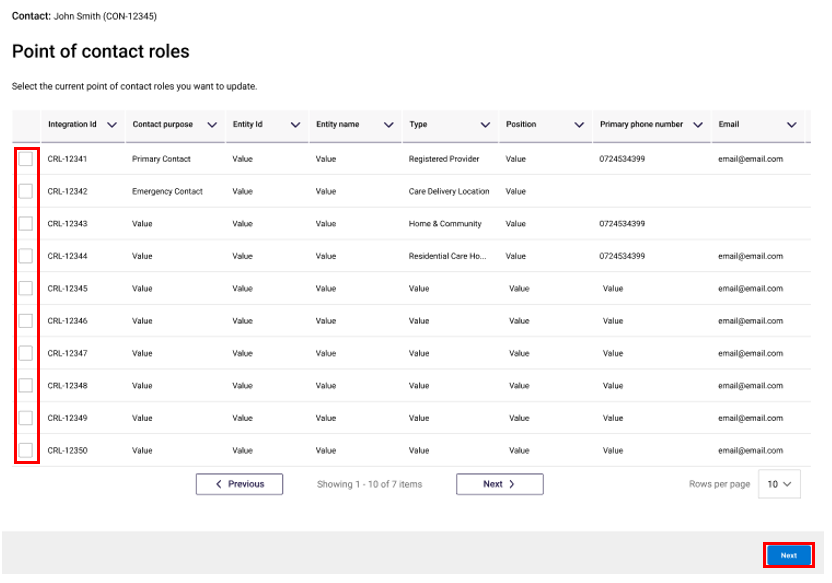 Contact: John Smith (CON-12345)
Point of contact roles
Select the current point of contact roles you want to update.
Integration Id Contact purpose Entity Id Entity name Type Position Primary phone number Email
CRL-12341 Primary Contact Value Value Registered Provider Value 0724534399 email@email.com
CRL-12342 Emergency Contact Value Value Care Delivery Location Value
CRL-12343 Value Value Value Home & Community Value 0724534399
CRL-12344 Value Value Value Residential Care Ho... Value 0724534399 email@email.com
CRL-12345 Value Value Value Value Value Value email@email.com
CRL-12346 Value Value Value Value Value Value email@email.com
CRL-12347 Value Value Value Value Value Value email@email.com
CRL-12348 Value Value Value Value Value Value email@email.com
CRL-12349 Value Value Value Value Value Value email@email.com
CRL-12350 Value Value Value Value Value Value email@email.com
Previous Showing 1 - 10 of 7 items Next Rows per page 10
Next